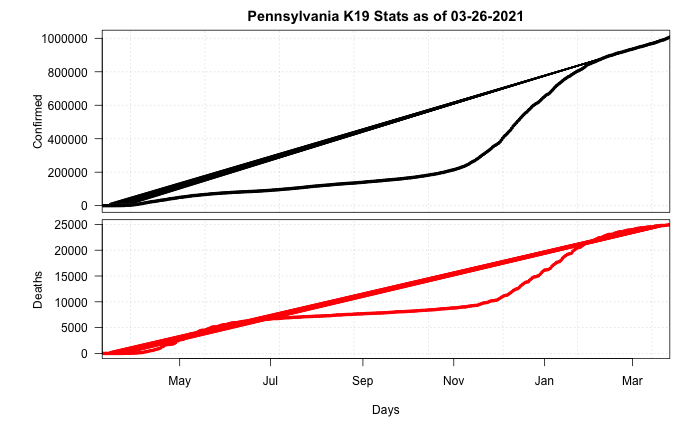 Pennsylvania K19 Stats as of 03-26-2021
Confirmed
1000000
800000
600000
400000
200000
0
Deaths
25000
20000
15000
10000
5000
0
May Jul Sep Nov Jan Mar
Days